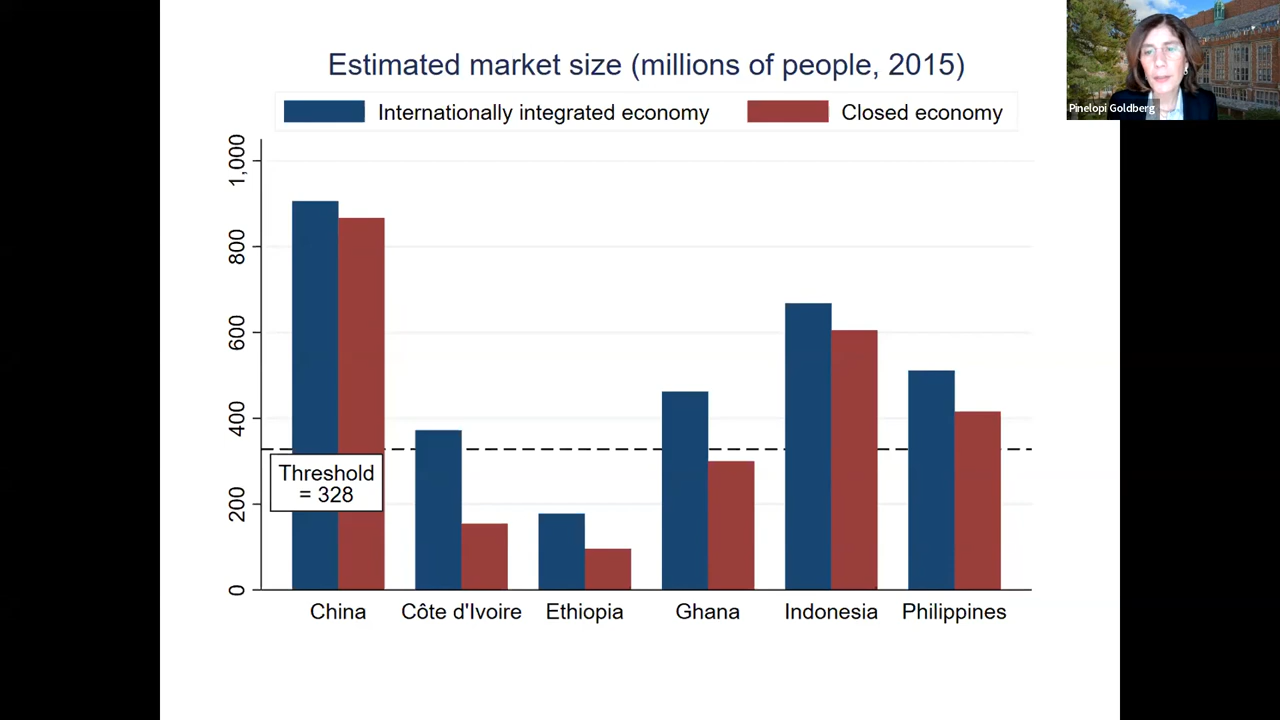 Estimated market size (millions of people, 2015)
Internationally integrated economy
Closed economy
1,000
800
600
400
200
0
Threshold
= 328
China
Côte d'Ivoire
Ethiopia
Ghana
Indonesia
Philippines
Pinelopi Goldberg